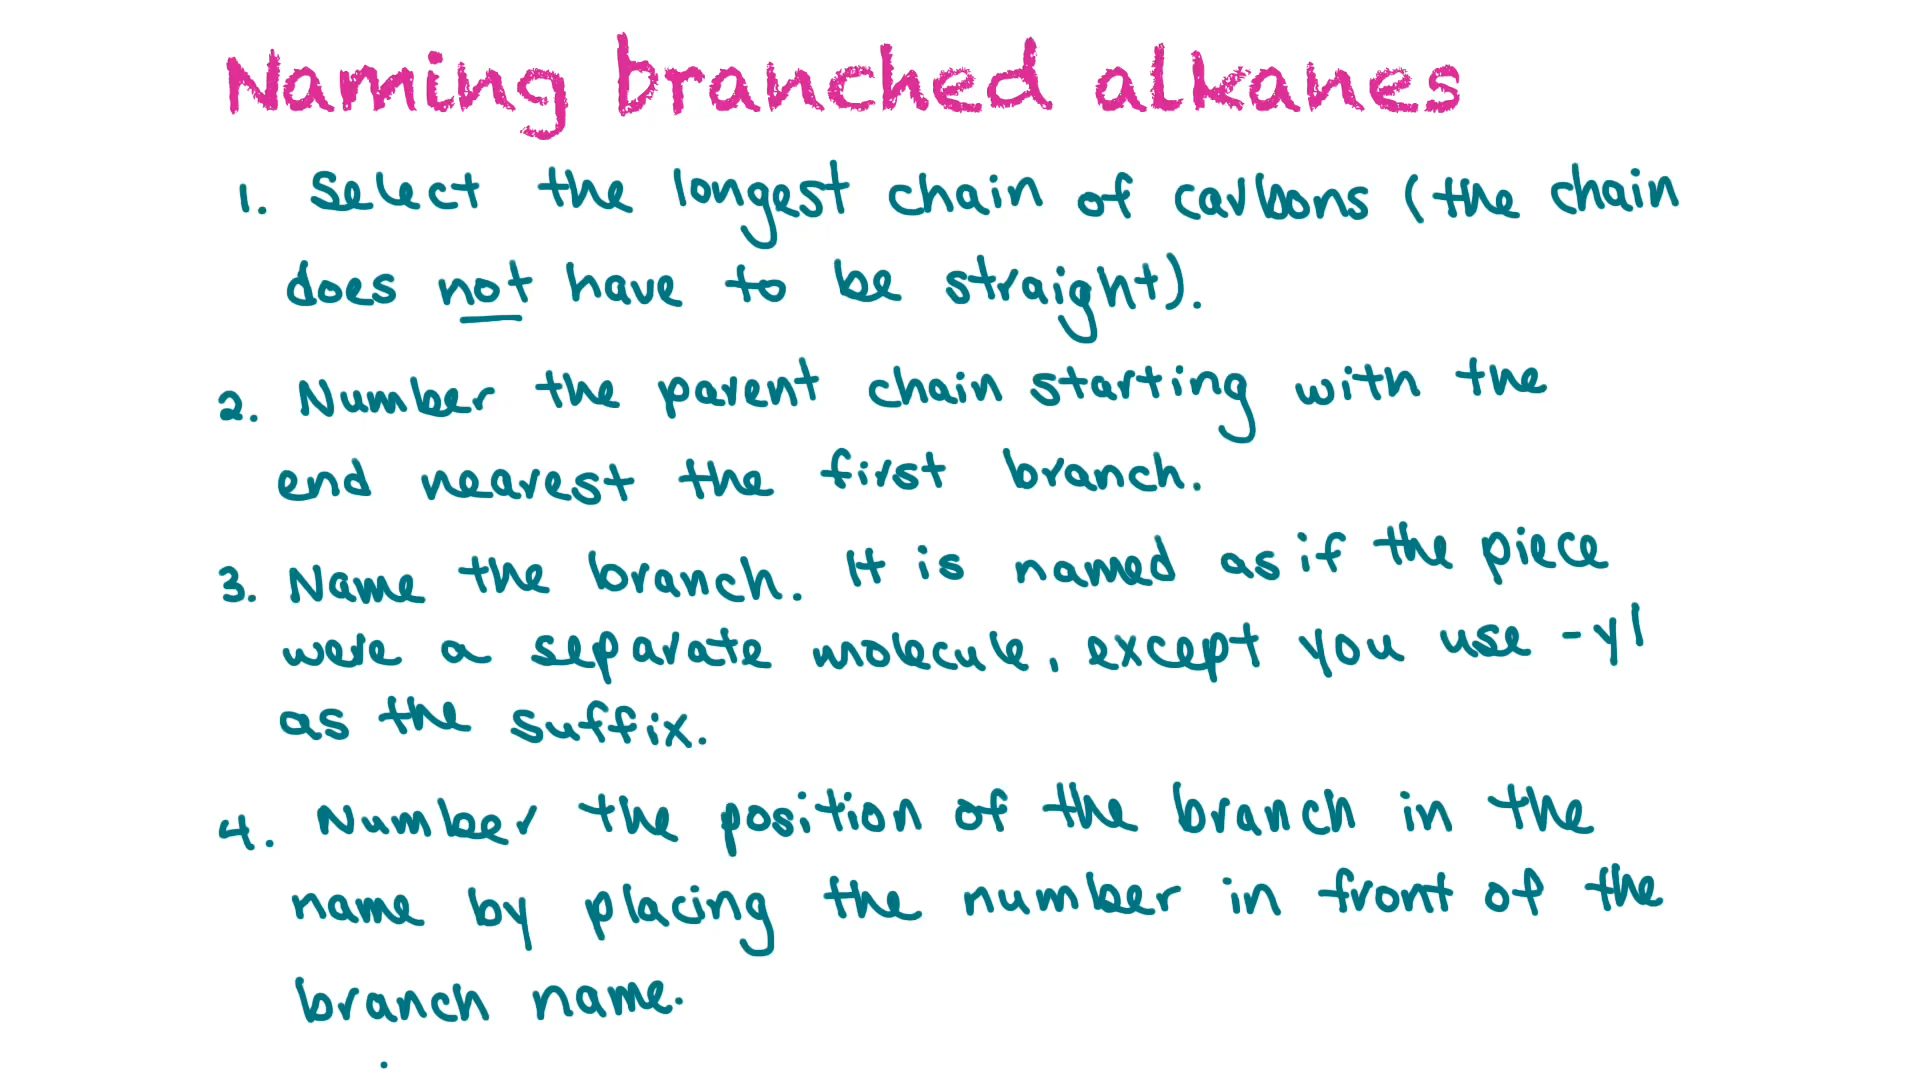 Naming branched alkanes
1. Select the longest chain of carbons (the chain
does not have to be straight).
2. Number the parent chain starting with the
end nearest the first branch.
3. Name the branch. It is named as if the piece
were a separate molecule, except you use -yl
as the suffix.
4. Number the position of the branch in the
name by placing the number in front of the
branch name.